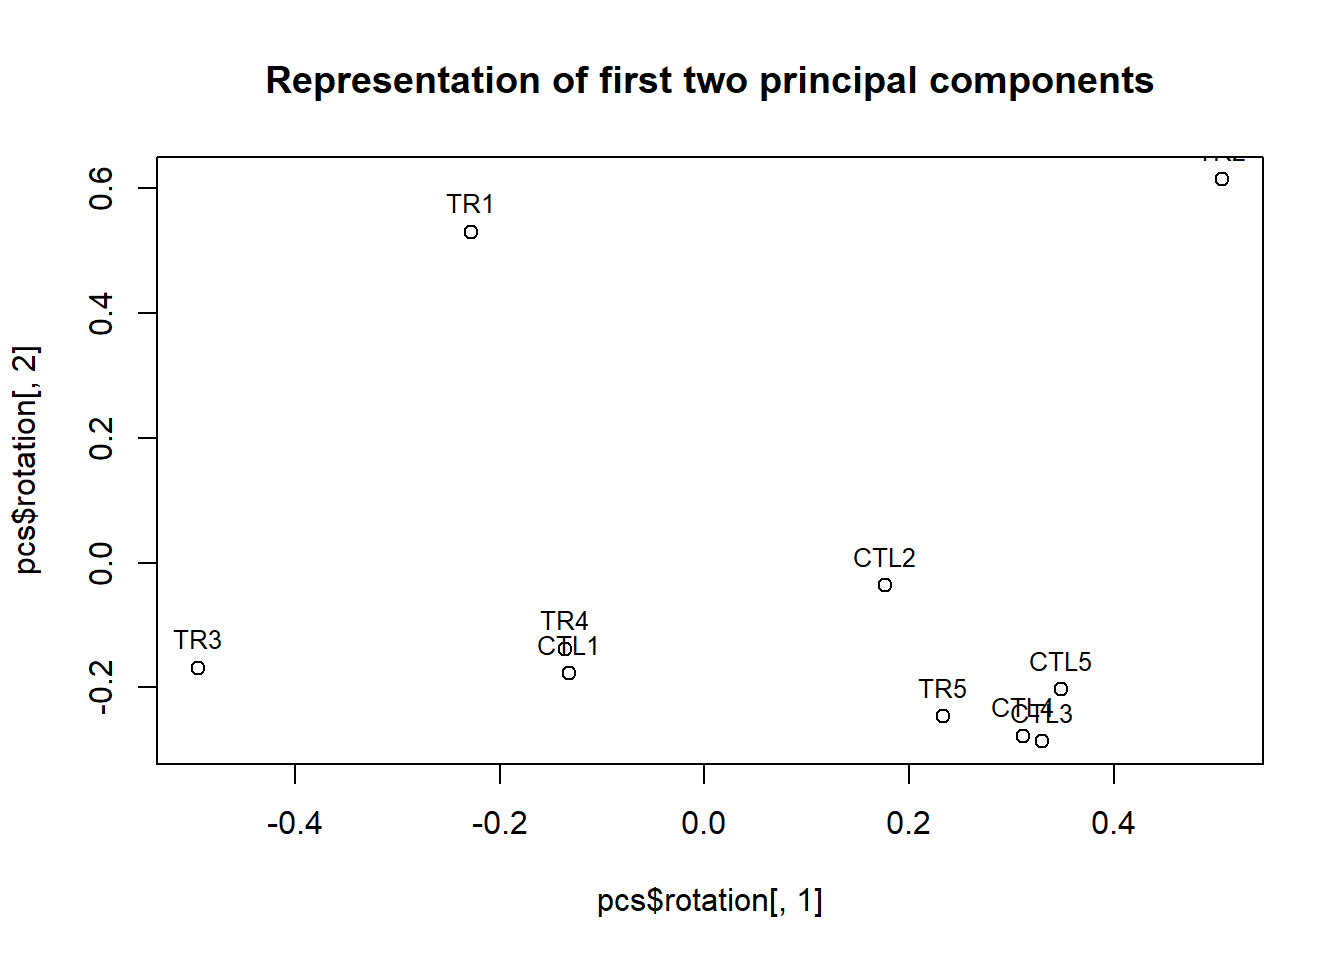 Representation of first two principal components
pcs$rotation[, 2]
0.6
0.4
0.2
0.0
-0.2
TR1
CTL2
TR4
CTL1
TR3
CTL5
TR5
CTL4
CTL3
-0.4
-0.2
0.0
0.2
0.4
pcs$rotation[, 1]